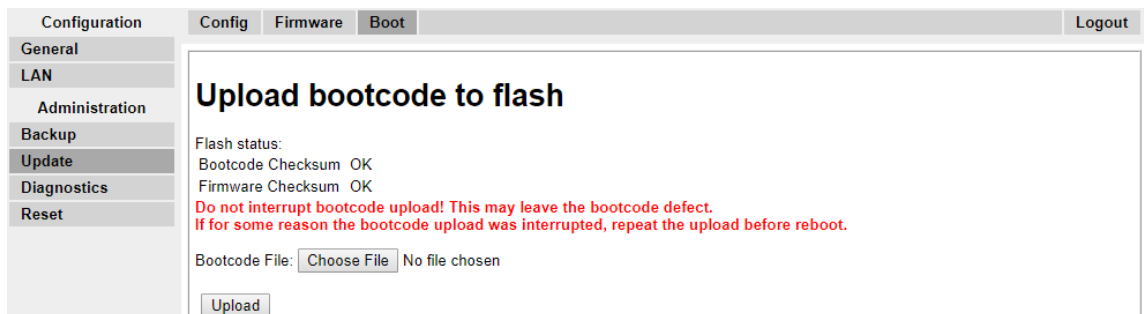 Configuration
General
LAN
Administration
Backup
Update
Diagnostics
Reset
Config Firmware Boot Logout
Upload bootcode to flash
Flash status:
Bootcode Checksum OK
Firmware Checksum OK
Do not interrupt bootcode upload! This may leave the bootcode defect.
If for some reason the bootcode upload was interrupted, repeat the upload before reboot.
Bootcode File: Choose File No file chosen
Upload